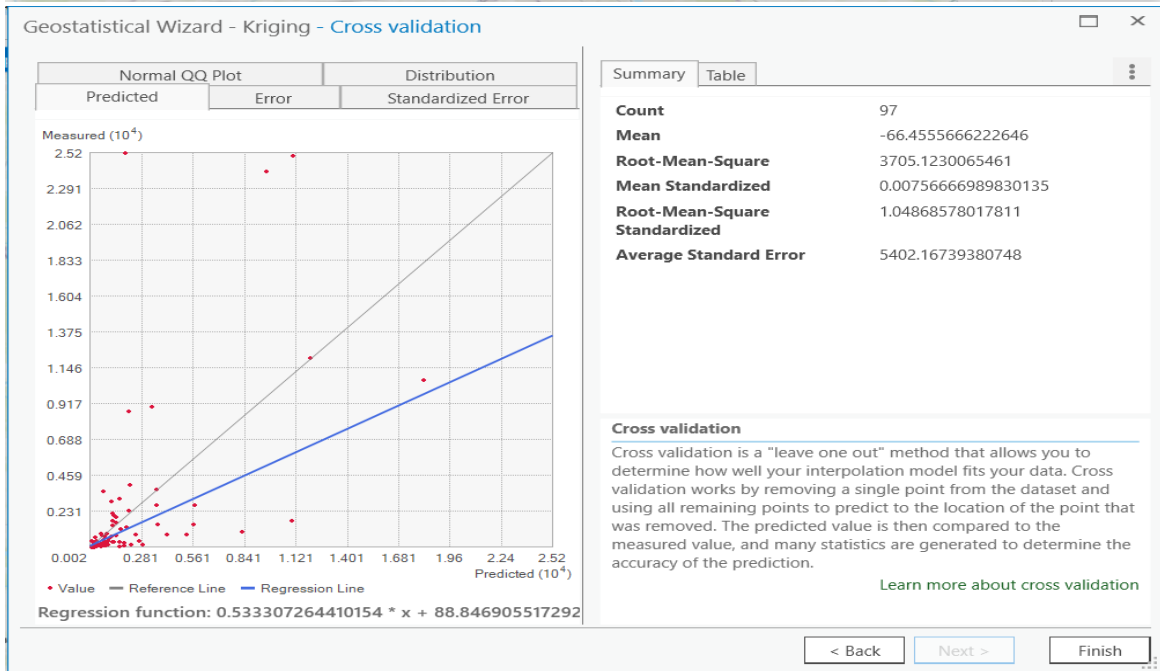 Geostatistical Wizard - Kriging - Cross validation
Normal QQ Plot
Distribution
Predicted
Error
Standardized Error
Measured (10⁴)
2.52
2.291
2.062
1.833
1.604
1.375
1.146
0.917
0.688
0.459
0.231
0.002 0.281 0.561 0.841 1.121 1.401 1.681 1.96 2.24 2.52
Predicted (10⁴)
Value Reference Line Regression Line
Regression function: 0.533307264410154 * x + 88.846905517292
Summary
Table
Count 97
Mean -66.4555666222646
Root-Mean-Square 3705.1230065461
Mean Standardized 0.00756666989830135
Root-Mean-Square 1.04868578017811
Standardized
Average Standard Error 5402.16739380748
Cross validation
Cross validation is a "leave one out" method that allows you to
determine how well your interpolation model fits your data. Cross
validation works by removing a single point from the dataset and
using all remaining points to predict to the location of the point that
was removed. The predicted value is then compared to the
measured value, and many statistics are generated to determine the
accuracy of the prediction.
Learn more about cross validation
< Back
Next >
Finish